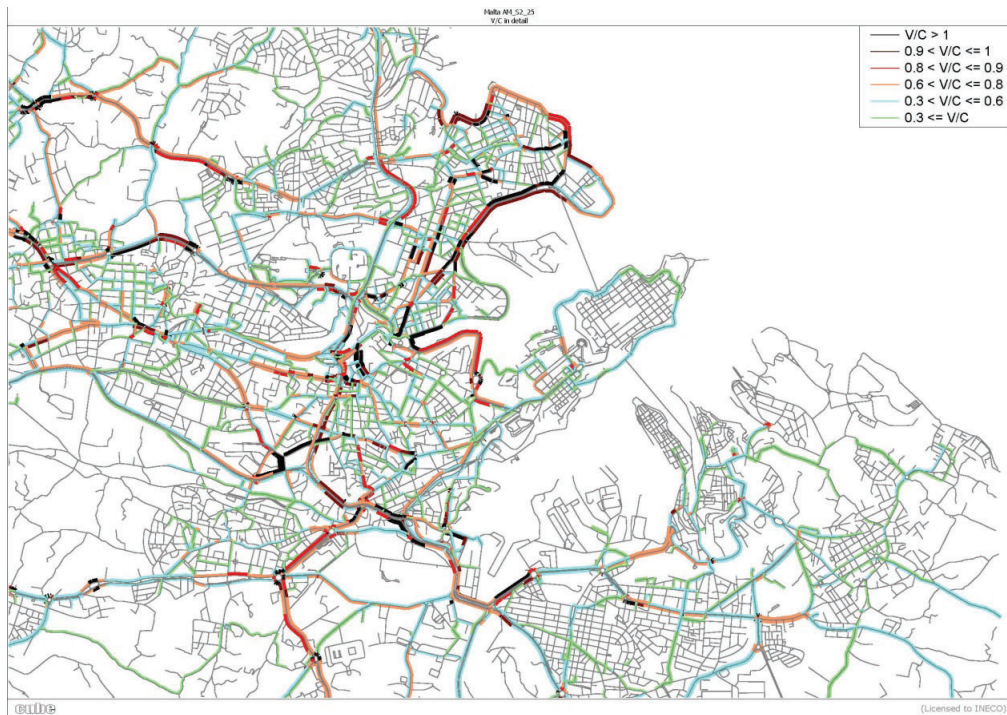 Malta AM_S2_25
V/C in detail
V/C > 1
0.9 < V/C <= 1
0.8 < V/C <= 0.9
0.6 < V/C <= 0.8
0.3 < V/C <= 0.6
0.3 <= V/C
cube
(Licensed to INECO)